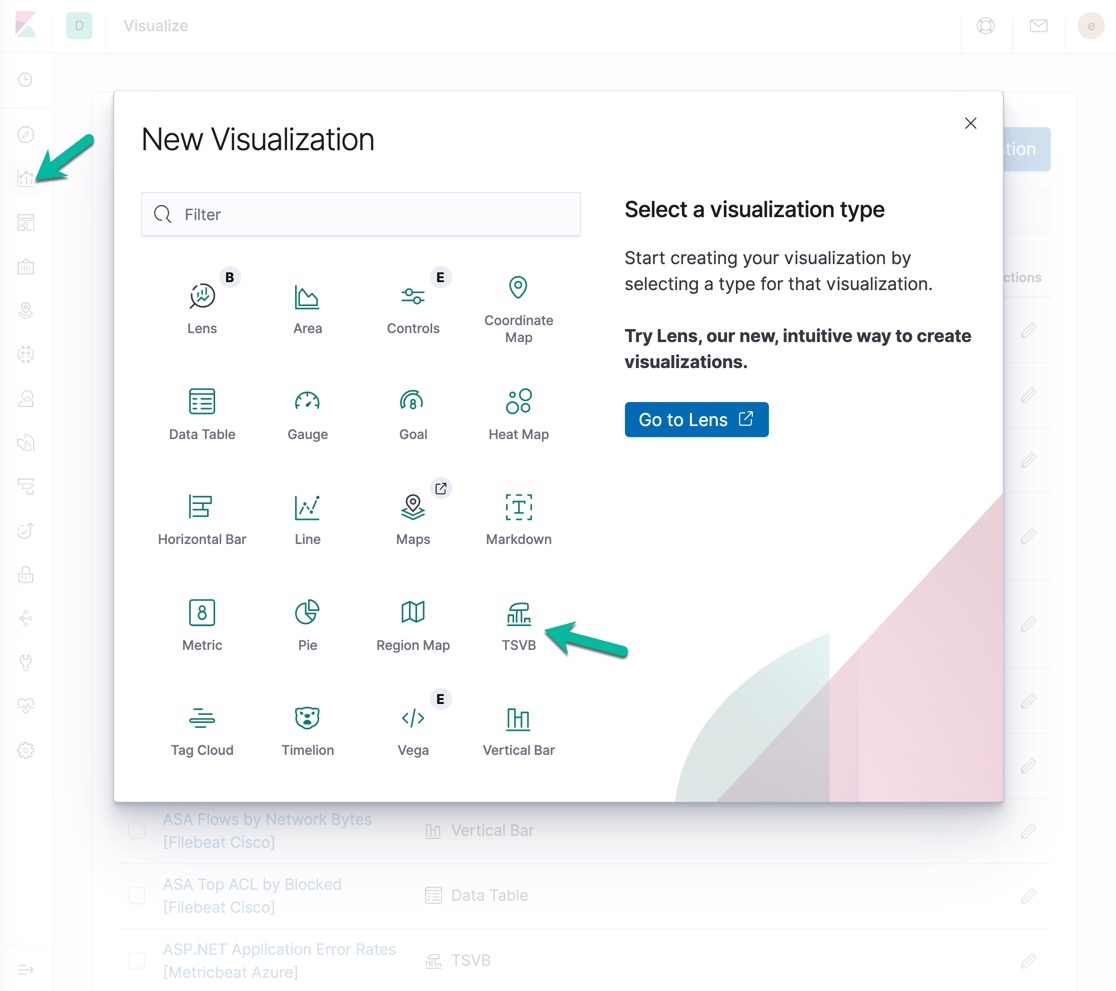 D
Visualize
e
New Visualization
tion
Filter
Select a visualization type
Start creating your visualization by
selecting a type for that visualization.
Try Lens, our new, intuitive way to create
visualizations.
Go to Lens
ctions
B
Lens
Area
E
Controls
Coordinate
Map
Data Table
Gauge
8
Goal
Heat Map
Horizontal Bar
Line
Maps
T
Markdown
8
Metric
Pie
Region Map
TSVB
Tag Cloud
Timelion
E
Vega
Vertical Bar
ASA Flows by Network Bytes
[Filebeat Cisco]
Vertical Bar
ASA Top ACL by Blocked
[Filebeat Cisco]
Data Table
ASP.NET Application Error Rates
[Metricbeat Azure]
TSVB